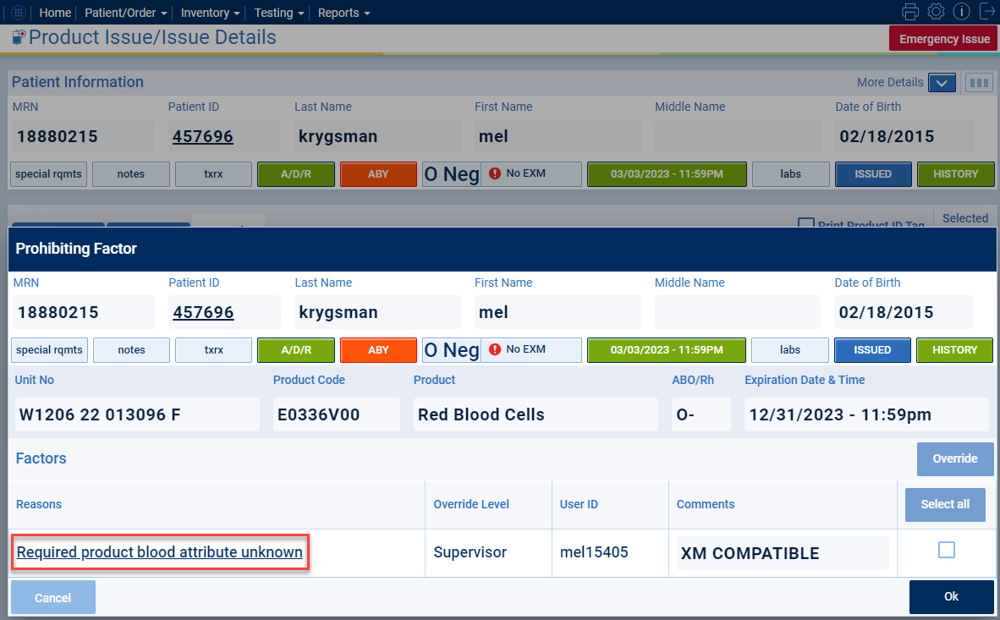 Home Patient/Order Inventory Testing Reports
Product Issue/Issue Details Emergency Issue
Patient Information More Details
MRN Patient ID Last Name First Name Middle Name Date of Birth
18880215 457696 krygsman mel 02/18/2015
special rqmts notes txrx A/D/R ABY O Neg No EXM 03/03/2023 - 11:59PM labs ISSUED HISTORY
Print Product ID Tag Selected
Prohibiting Factor
MRN Patient ID Last Name First Name Middle Name Date of Birth
18880215 457696 krygsman mel 02/18/2015
special rqmts notes txrx A/D/R ABY O Neg No EXM 03/03/2023 - 11:59PM labs ISSUED HISTORY
Unit No Product Code Product ABO/Rh Expiration Date & Time
W1206 22 013096 F E0336V00 Red Blood Cells O- 12/31/2023 - 11:59pm
Factors Override
Reasons Override Level User ID Comments Select all
Required product blood attribute unknown Supervisor mel15405 XM COMPATIBLE
Cancel Ok